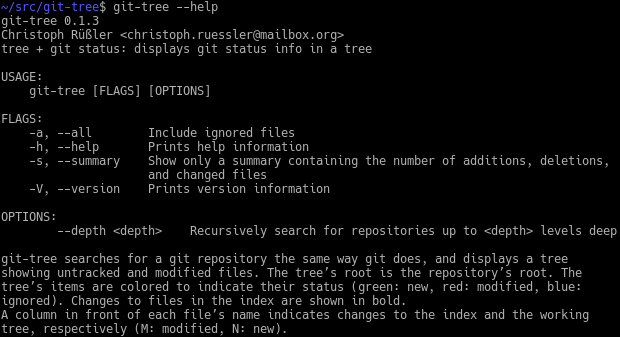 ~/src/git-tree$ git-tree --help
git-tree 0.1.3
Christoph Rüßler <christoph.ruessler@mailbox.org>
tree + git status: displays git status info in a tree

USAGE:
    git-tree [FLAGS] [OPTIONS]

FLAGS:
    -a, --all        Include ignored files
    -h, --help       Prints help information
    -s, --summary    Show only a summary containing the number of additions, deletions,
                     and changed files
    -V, --version    Prints version information

OPTIONS:
        --depth <depth>    Recursively search for repositories up to <depth> levels deep

git-tree searches for a git repository the same way git does, and displays a tree
showing untracked and modified files. The tree’s root is the repository’s root. The
tree’s items are colored to indicate their status (green: new, red: modified, blue:
ignored). Changes to files in the index are shown in bold.
A column in front of each file’s name indicates changes to the index and the working
tree, respectively (M: modified, N: new).